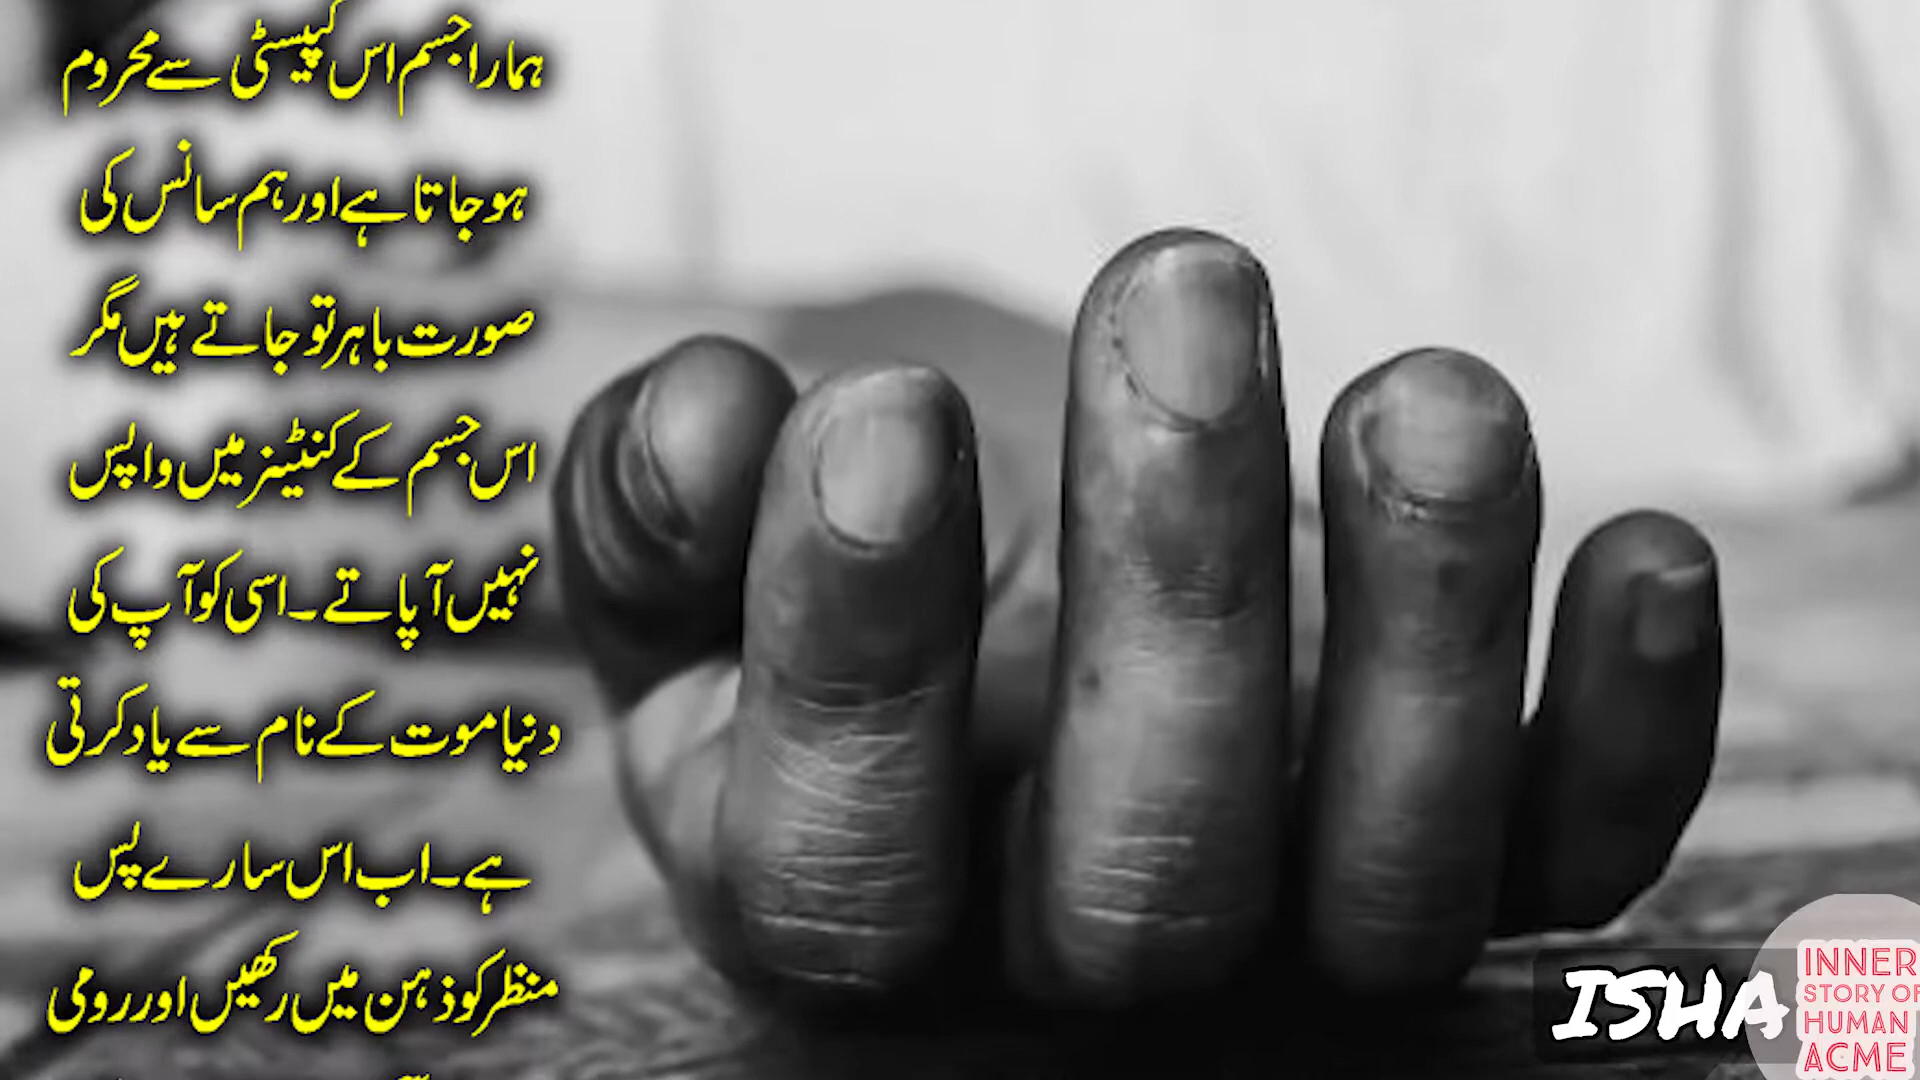 ہمارا جسم اس کیپسٹی سے محروم
ہو جاتا ہے اور ہم سانس کی
صورت باہر تو جاتے ہیں مگر
اس جسم کے کنٹینر میں واپس
نہیں آ پاتے ۔ اسی کو آپ کی
دنیا موت کے نام سے یاد کرتی
ہے ۔ اب اس سارے پس
منظر کو ذہن میں رکھیں اور رومی
ISHA
INNER
STORY OF
HUMAN
ACME